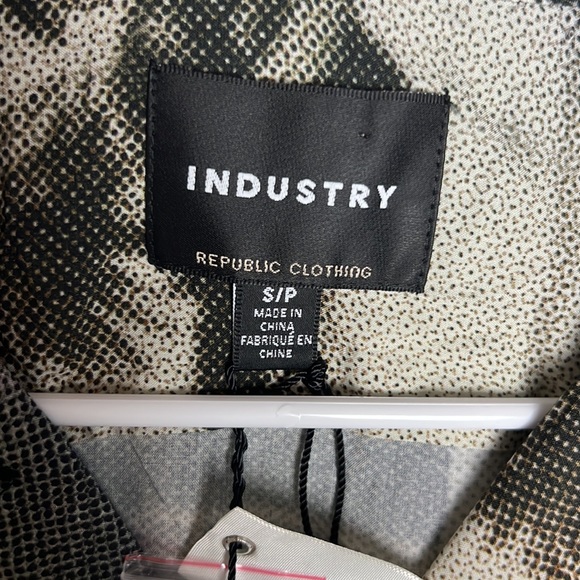 INDUSTRY
REPUBLIC CLOTHING
S/P
MADE IN
CHINA
FABRIQUÉ EN
CHINE